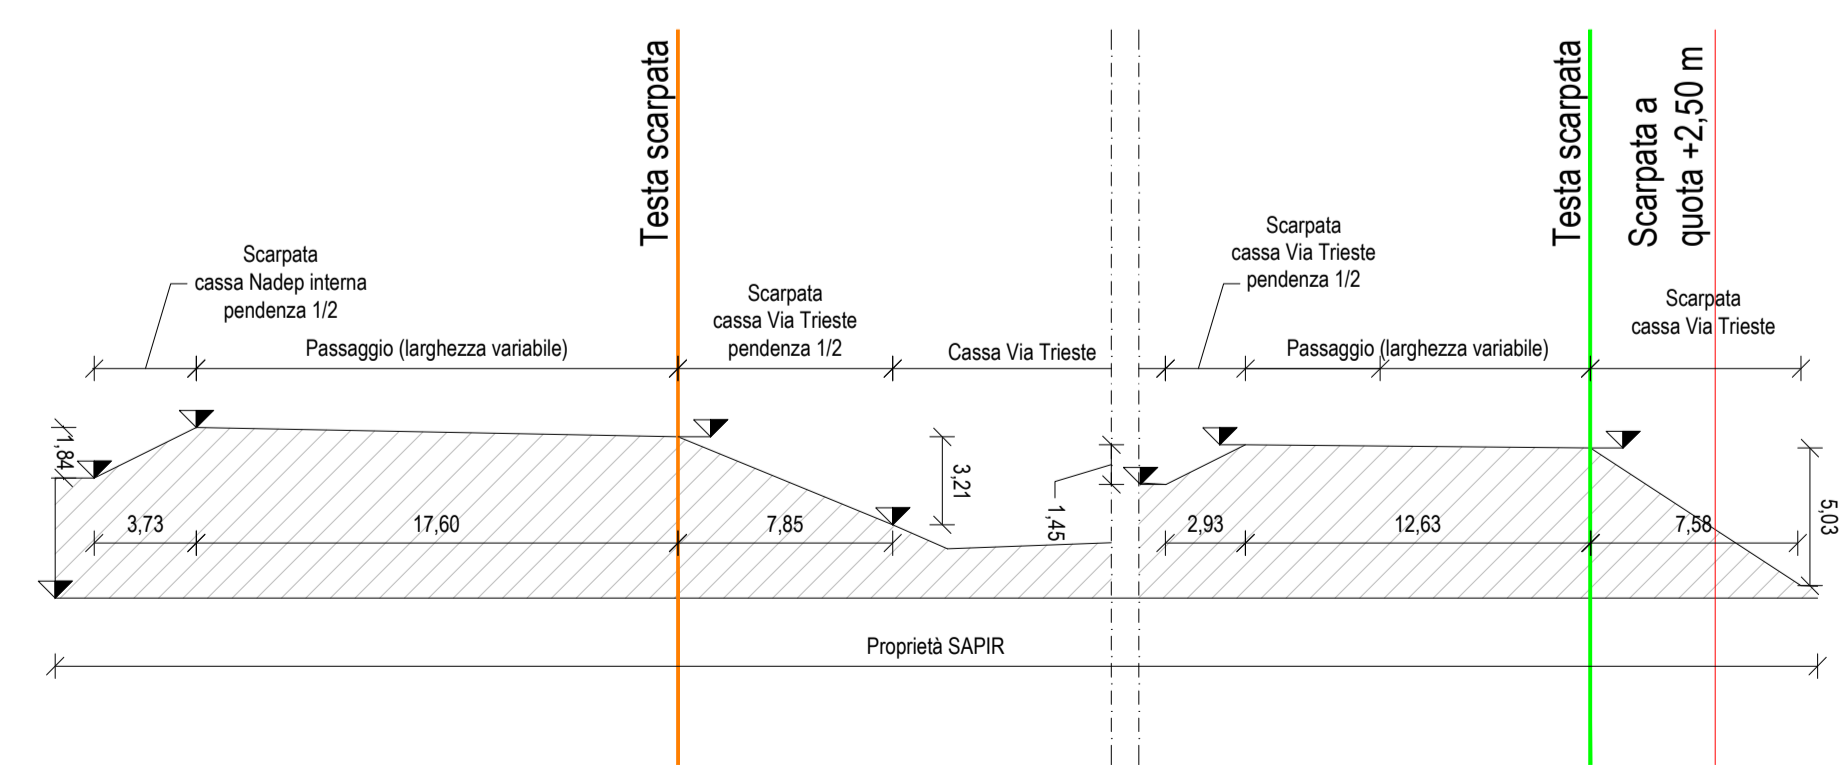 Testa scarpata
Testa scarpata
Scarpata a
quota +2,50 m
Scarpata
cassa Nadep interna
pendenza 1/2
Passaggio (larghezza variabile)
Scarpata
cassa Via Trieste
pendenza 1/2
Cassa Via Trieste
Scarpata
cassa Via Trieste
pendenza 1/2
Passaggio (larghezza variabile)
Scarpata
cassa Via Trieste
1,84
3,73
17,60
7,85
3,21
1,45
2,93
12,63
7,58
5,03
Proprietà SAPIR